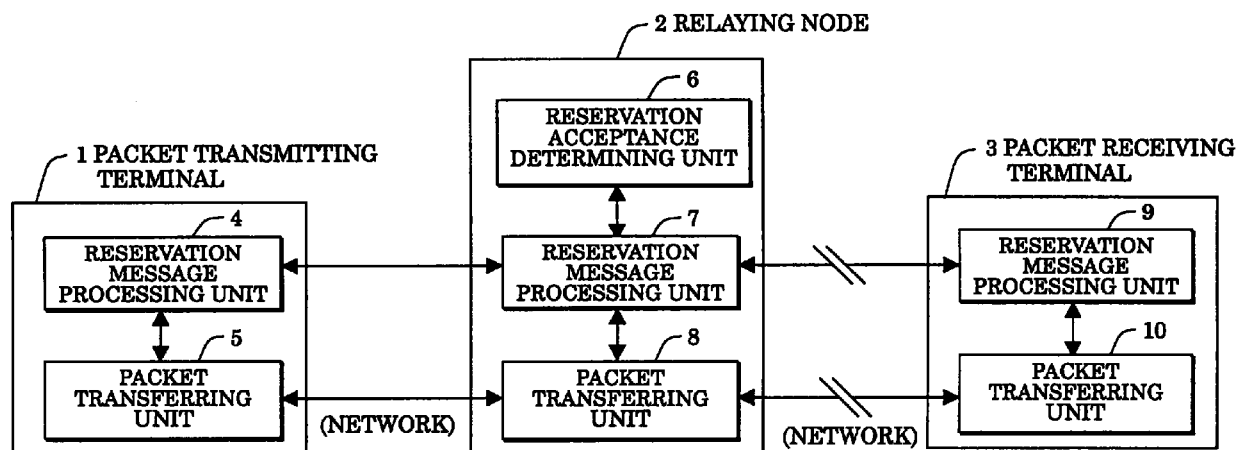 2 RELAYING NODE
6
RESERVATION
ACCEPTANCE
DETERMINING UNIT
1 PACKET TRANSMITTING
TERMINAL
3 PACKET RECEIVING
TERMINAL
4
RESERVATION
MESSAGE
PROCESSING UNIT
7
RESERVATION
MESSAGE
PROCESSING UNIT
9
RESERVATION
MESSAGE
PROCESSING UNIT
5
PACKET
TRANSFERRING
UNIT
(NETWORK)
8
PACKET
TRANSFERRING
UNIT
(NETWORK)
10
PACKET
TRANSFERRING
UNIT